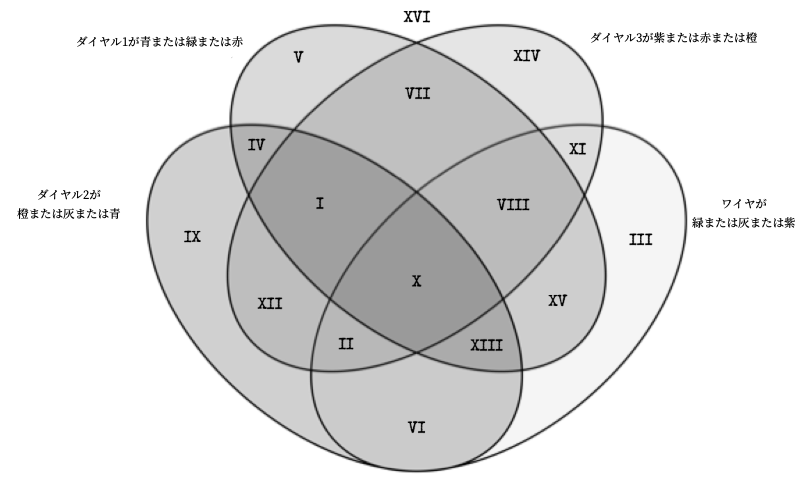 XVI
ダイヤル1が青または緑または赤
ダイヤル3が紫または赤または橙
V
XIV
VII
IV
XI
ダイヤル2が
橙または灰または青
ワイヤが
緑または灰または紫
I
VIII
IX
III
X
XII
XV
II
XIII
VI